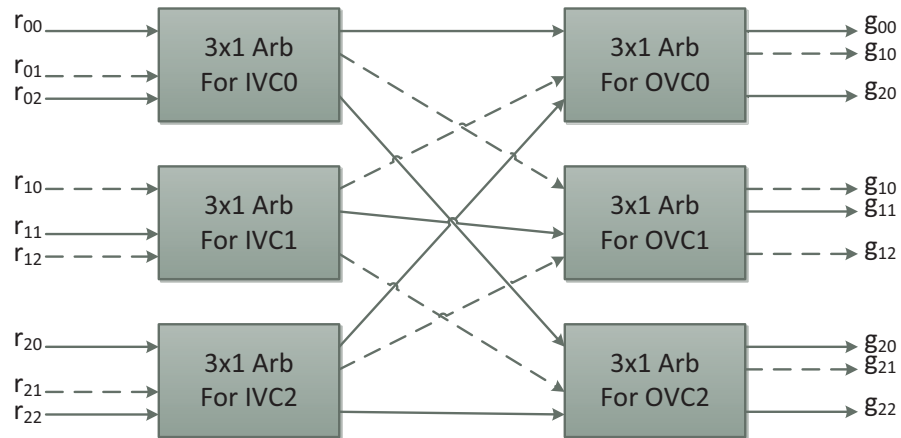 r00
3x1 Arb
For IVC0
3x1 Arb
For OVC0
g00
r01
g10
r02
g20
r10
3x1 Arb
For IVC1
3x1 Arb
For OVC1
g10
r11
g11
r12
g12
r20
3x1 Arb
For IVC2
3x1 Arb
For OVC2
g20
r21
g21
r22
g22